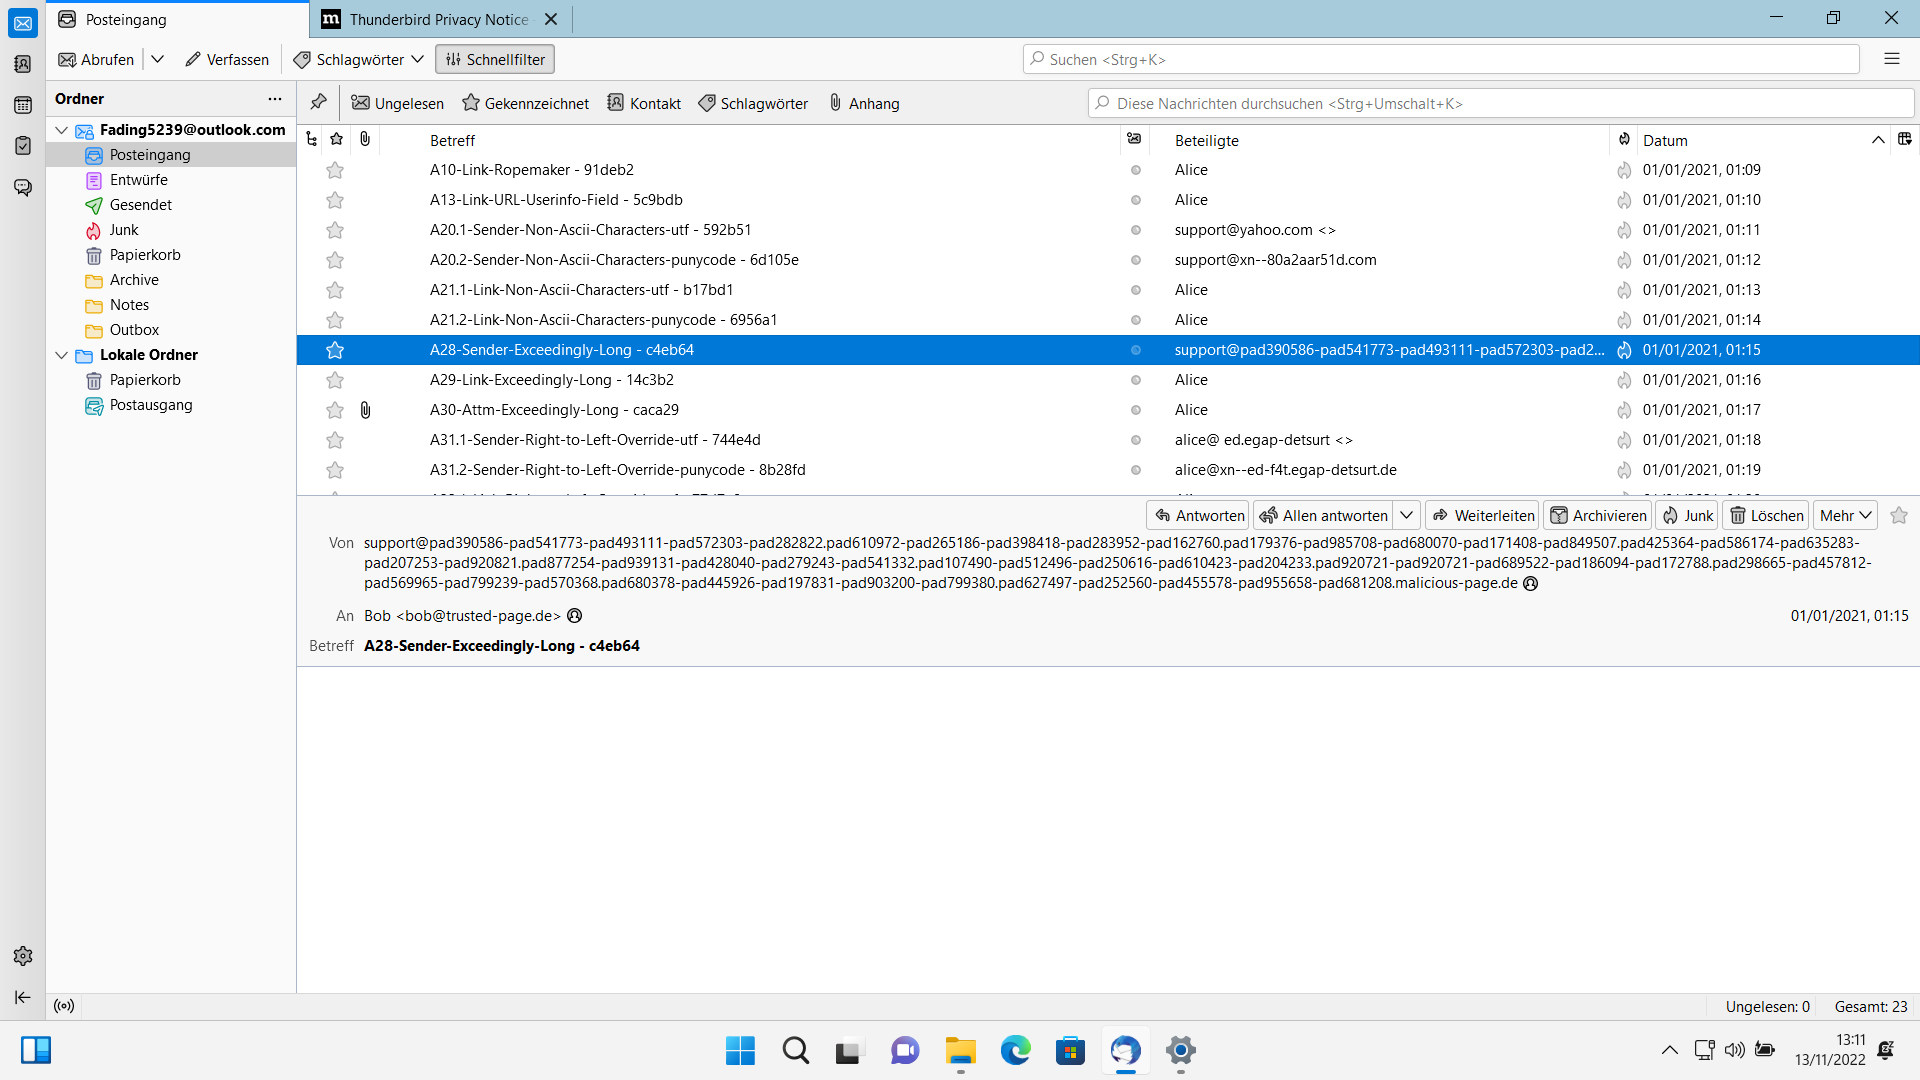 Posteingang
Thunderbird Privacy Notice
Abrufen
Verfassen
Schlagwörter
Schnellfilter
Suchen <Strg+K>
Ordner
Ungelesen
Gekennzeichnet
Kontakt
Schlagwörter
Anhang
Diese Nachrichten durchsuchen <Strg+Umschalt+K>
Fading5239@outlook.com
Posteingang
Entwürfe
Gesendet
Junk
Papierkorb
Archive
Notes
Outbox
Lokale Ordner
Papierkorb
Postausgang
Betreff Beteiligte Datum
A10-Link-Ropemaker - 91deb2 Alice 01/01/2021, 01:09
A13-Link-URL-Userinfo-Field - 5c9bdb Alice 01/01/2021, 01:10
A20.1-Sender-Non-Ascii-Characters-utf - 592b51 support@yahoo.com <> 01/01/2021, 01:11
A20.2-Sender-Non-Ascii-Characters-punycode - 6d105e support@xn--80a2aar51d.com 01/01/2021, 01:12
A21.1-Link-Non-Ascii-Characters-utf - b17bd1 Alice 01/01/2021, 01:13
A21.2-Link-Non-Ascii-Characters-punycode - 6956a1 Alice 01/01/2021, 01:14
A28-Sender-Exceedingly-Long - c4eb64 support@pad390586-pad541773-pad493111-pad572303-pad2... 01/01/2021, 01:15
A29-Link-Exceedingly-Long - 14c3b2 Alice 01/01/2021, 01:16
A30-Attm-Exceedingly-Long - caca29 Alice 01/01/2021, 01:17
A31.1-Sender-Right-to-Left-Override-utf - 744e4d alice@ ed.egap-detsurt <> 01/01/2021, 01:18
A31.2-Sender-Right-to-Left-Override-punycode - 8b28fd alice@xn--ed-f4t.egap-detsurt.de 01/01/2021, 01:19
Antworten
Allen antworten
Weiterleiten
Archivieren
Junk
Löschen
Mehr
Von support@pad390586-pad541773-pad493111-pad572303-pad282822.pad610972-pad265186-pad398418-pad283952-pad162760.pad179376-pad985708-pad680070-pad171408-pad849507.pad425364-pad586174-pad635283-
pad207253-pad920821.pad877254-pad939131-pad428040-pad279243-pad541332.pad107490-pad512496-pad250616-pad610423-pad204233.pad920721-pad920721-pad689522-pad186094-pad172788.pad298665-pad457812-
pad569965-pad799239-pad570368.pad680378-pad445926-pad197831-pad903200-pad799380.pad627497-pad252560-pad455578-pad955658-pad681208.malicious-page.de
An Bob <bob@trusted-page.de> 01/01/2021, 01:15
Betreff A28-Sender-Exceedingly-Long - c4eb64
Ungelesen: 0
Gesamt: 23
13:11
13/11/2022